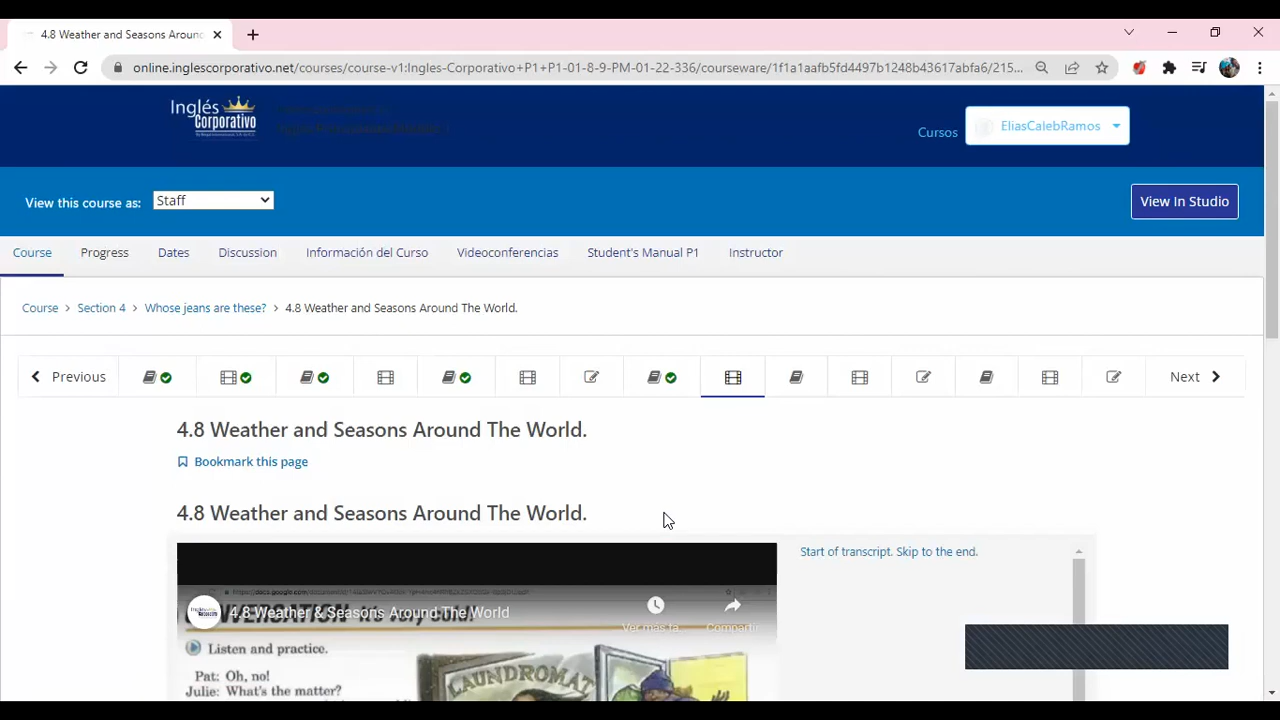 4.8 Weather and Seasons Around
online.inglescorporativo.net/courses/course-v1:Ingles-Corporativo+P1+P1-01-8-9-PM-01-22-336/courseware/1f1a1aafb5fd4497b1248b43617abfa6/215...
Inglés
Corporativo
Cursos
EliasCalebRamos
View this course as:
Staff
View In Studio
Course
Progress
Dates
Discussion
Información del Curso
Videoconferencias
Student's Manual P1
Instructor
Course > Section 4 > Whose jeans are these? > 4.8 Weather and Seasons Around The World.
Previous
Next
4.8 Weather and Seasons Around The World.
Bookmark this page
4.8 Weather and Seasons Around The World.
Start of transcript. Skip to the end.
4.8 Weather & Seasons Around The World
Listen and practice.
Pat: Oh, no!
Julie: What's the matter?
LAUNDROMAT